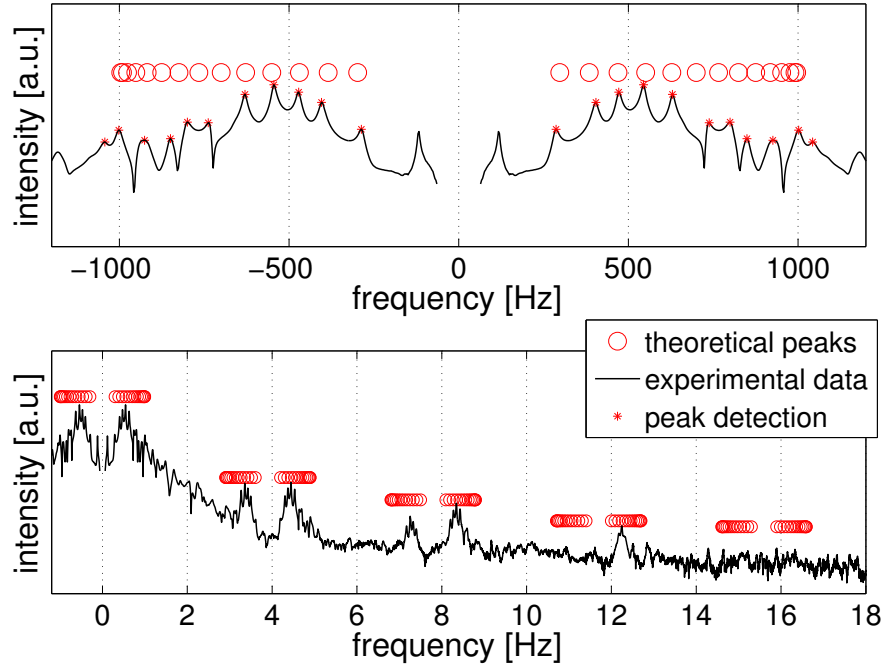 intensity [a.u.]
−1000 −500 0 500 1000
frequency [Hz]
theoretical peaks
experimental data
peak detection
intensity [a.u.]
0 2 4 6 8 10 12 14 16 18
frequency [Hz]